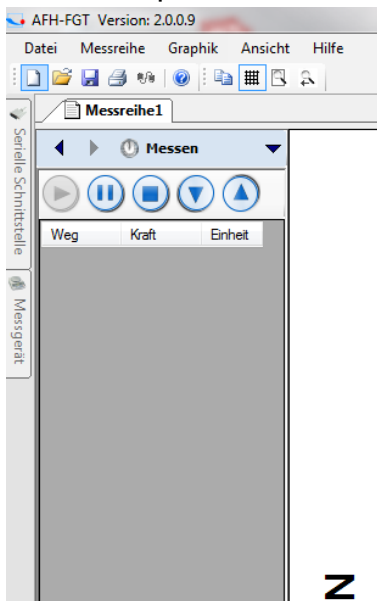 AFH-FGT Version: 2.0.0.9
Datei Messreihe Graphik Ansicht Hilfe
Messreihe1
Serielle Schnittstelle
Messgerät
Messen
Weg Kraft Einheit
N